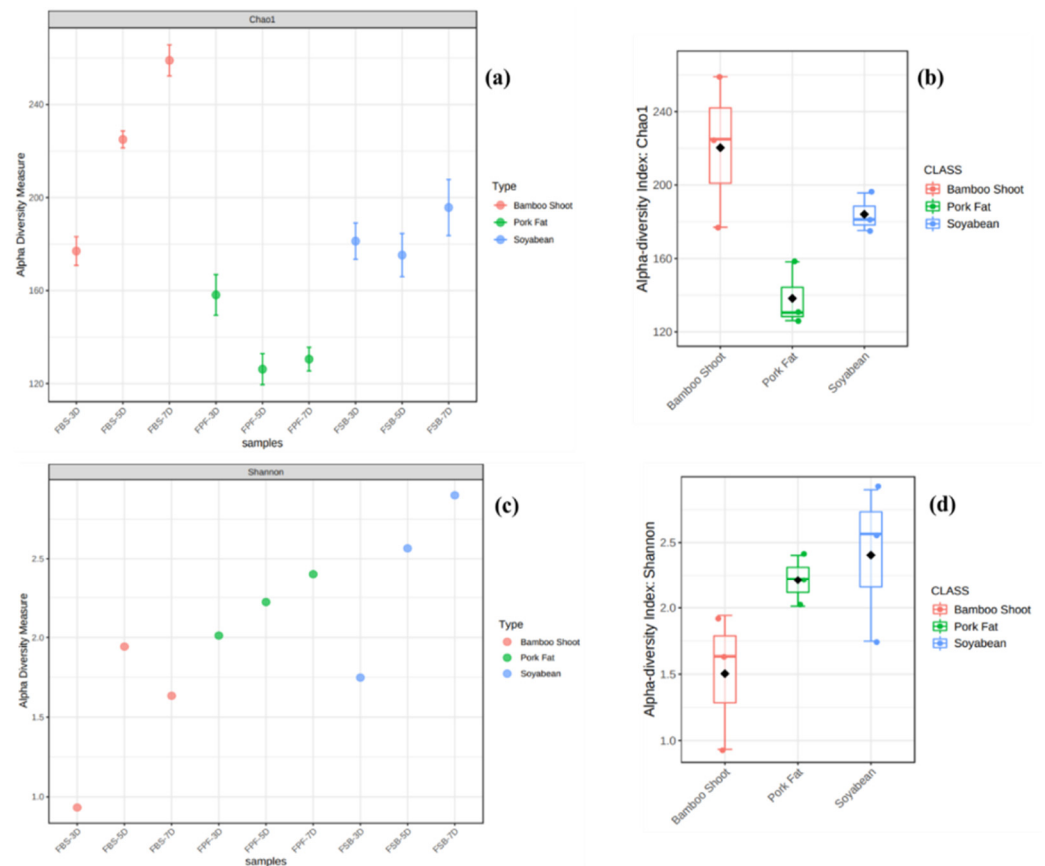 Chao1
Alpha Diversity Measure
240
200
160
120
FBS-3D
FBS-5D
FBS-7D
FPF-3D
FPF-5D
FPF-7D
FSB-3D
FSB-5D
FSB-7D
samples
Type
Bamboo Shoot
Pork Fat
Soyabean
(a)
(b)
Alpha-diversity Index: Chao1
240
200
160
120
Bamboo Shoot
Pork Fat
Soyabean
CLASS
Bamboo Shoot
Pork Fat
Soyabean
Shannon
Alpha Diversity Measure
2.5
2.0
1.5
1.0
FBS-3D
FBS-5D
FBS-7D
FPF-3D
FPF-5D
FPF-7D
FSB-3D
FSB-5D
FSB-7D
samples
Type
Bamboo Shoot
Pork Fat
Soyabean
(c)
(d)
Alpha-diversity Index: Shannon
2.5
2.0
1.5
1.0
Bamboo Shoot
Pork Fat
Soyabean
CLASS
Bamboo Shoot
Pork Fat
Soyabean